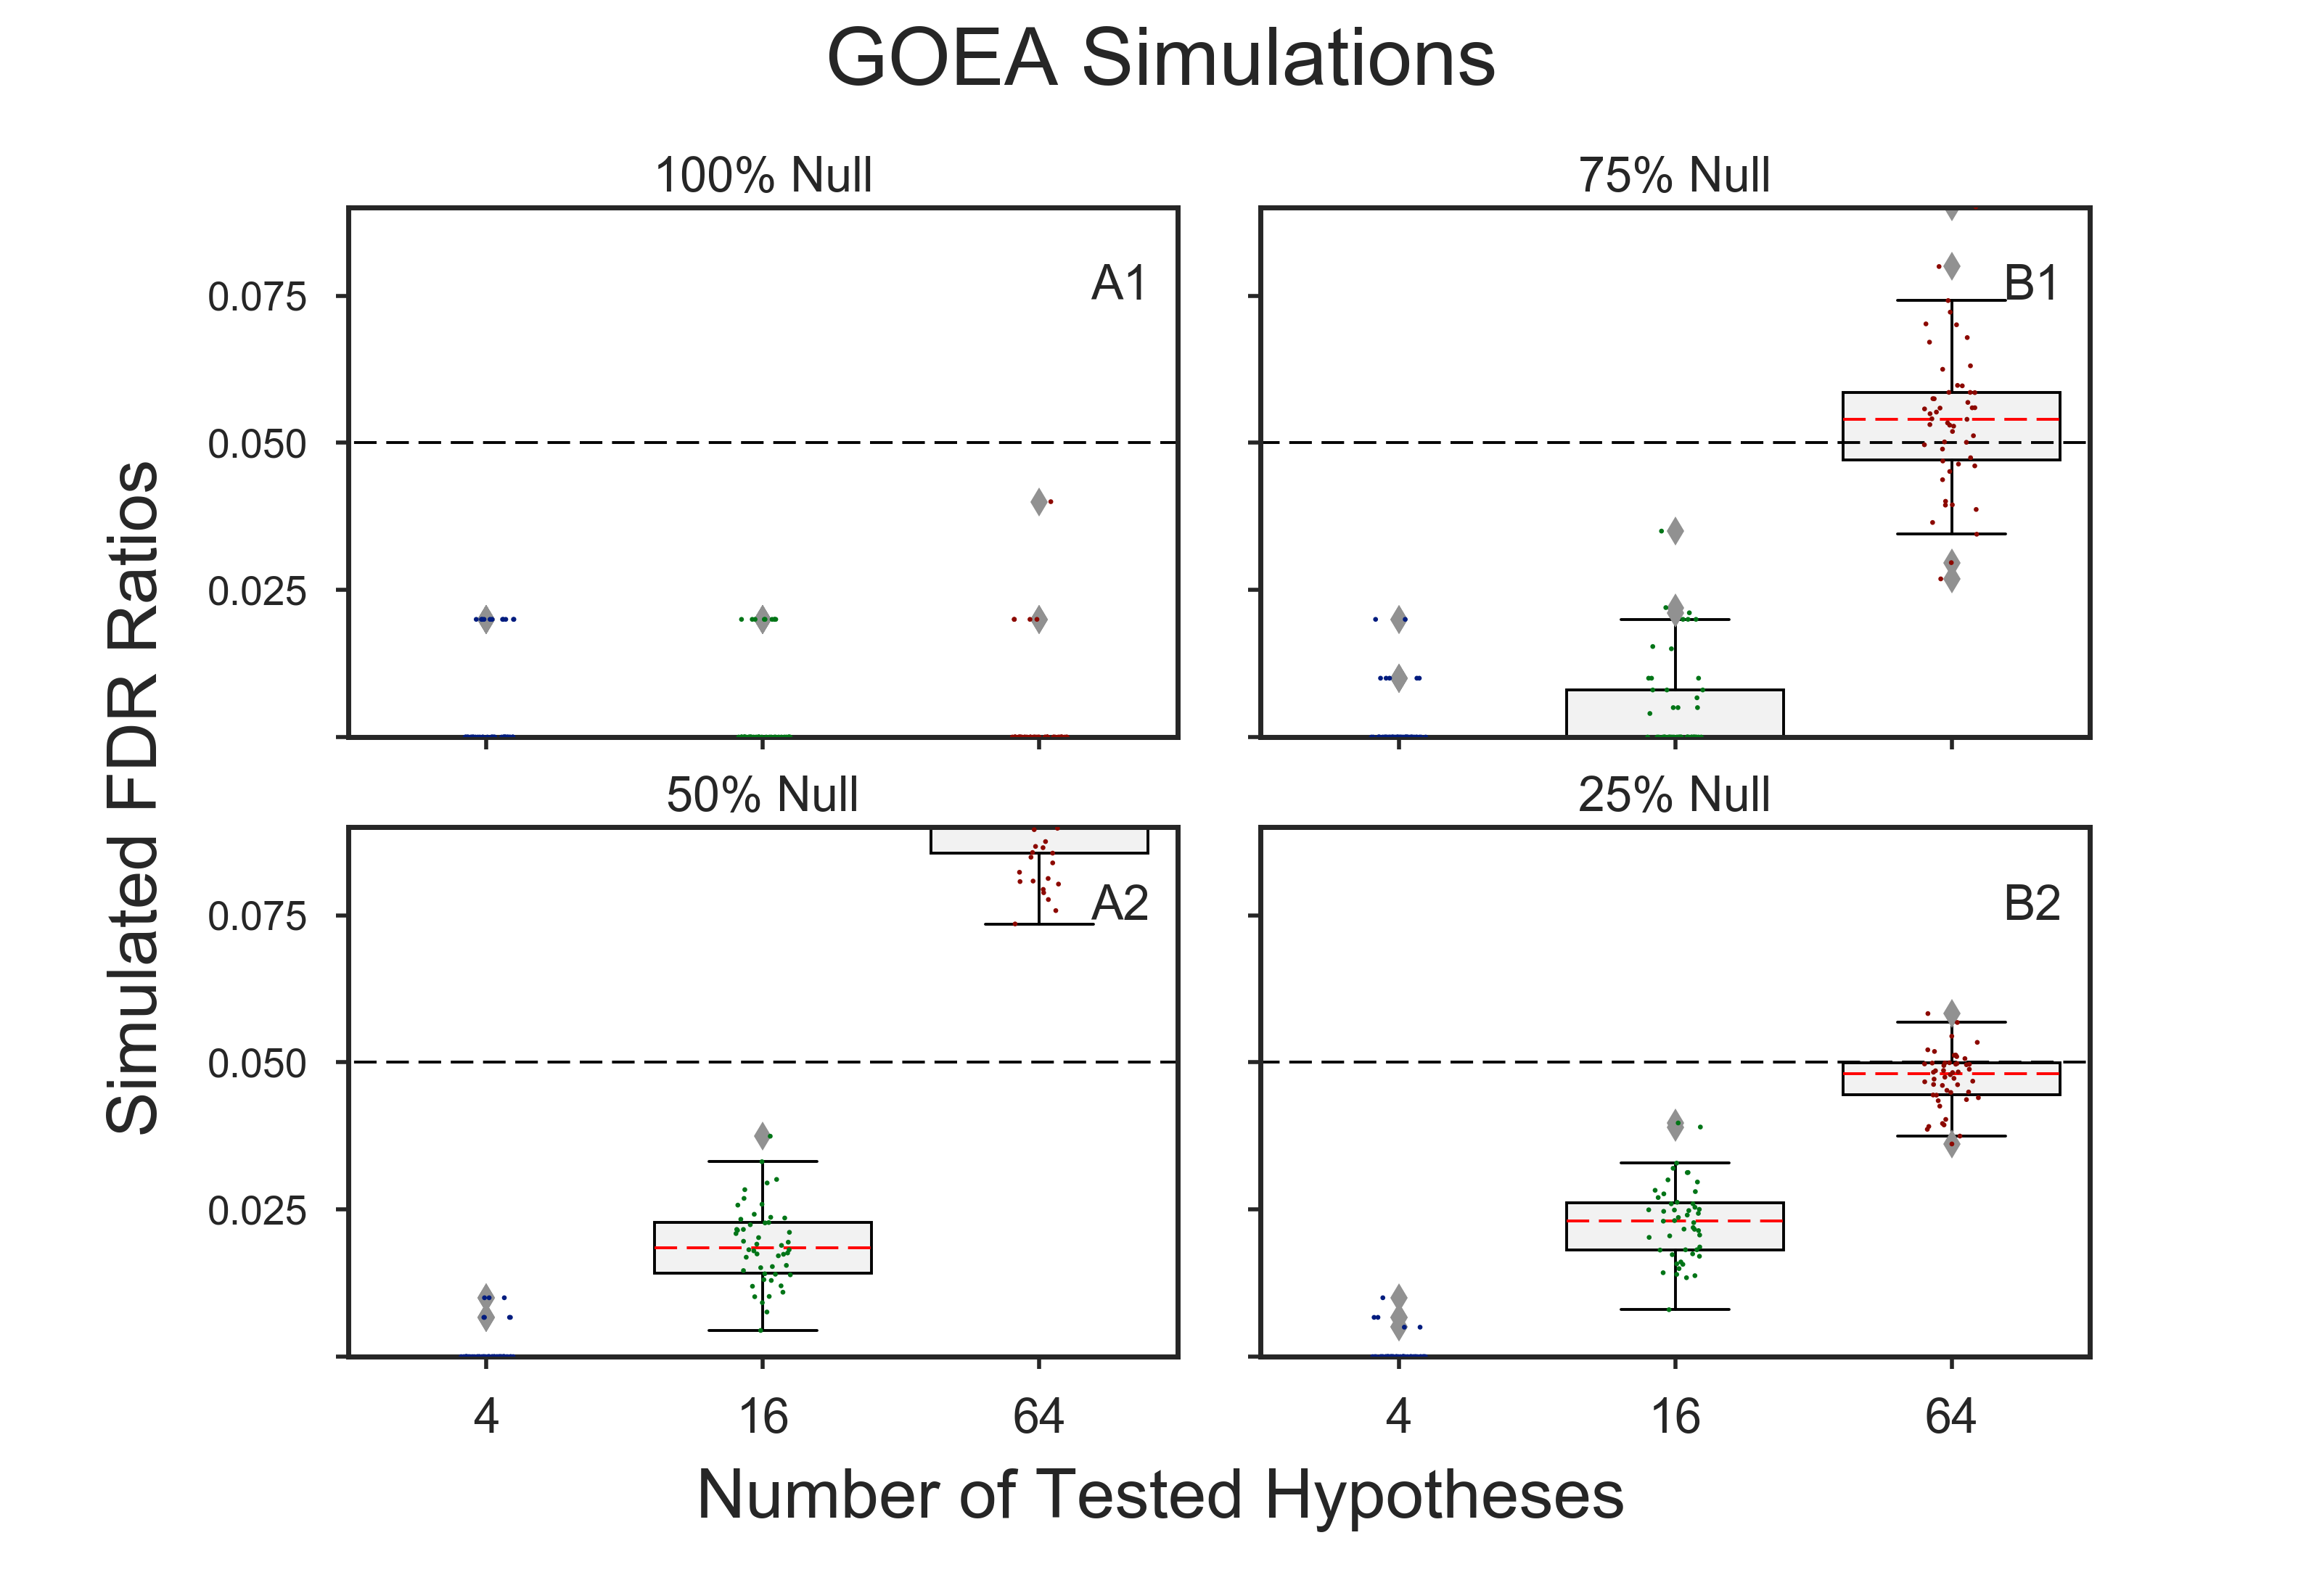 GOEA Simulations
100% Null
75% Null
A1
B1
0.075
0.050
0.025
50% Null
25% Null
A2
B2
0.075
0.050
0.025
Simulated FDR Ratios
4 16 64
4 16 64
Number of Tested Hypotheses